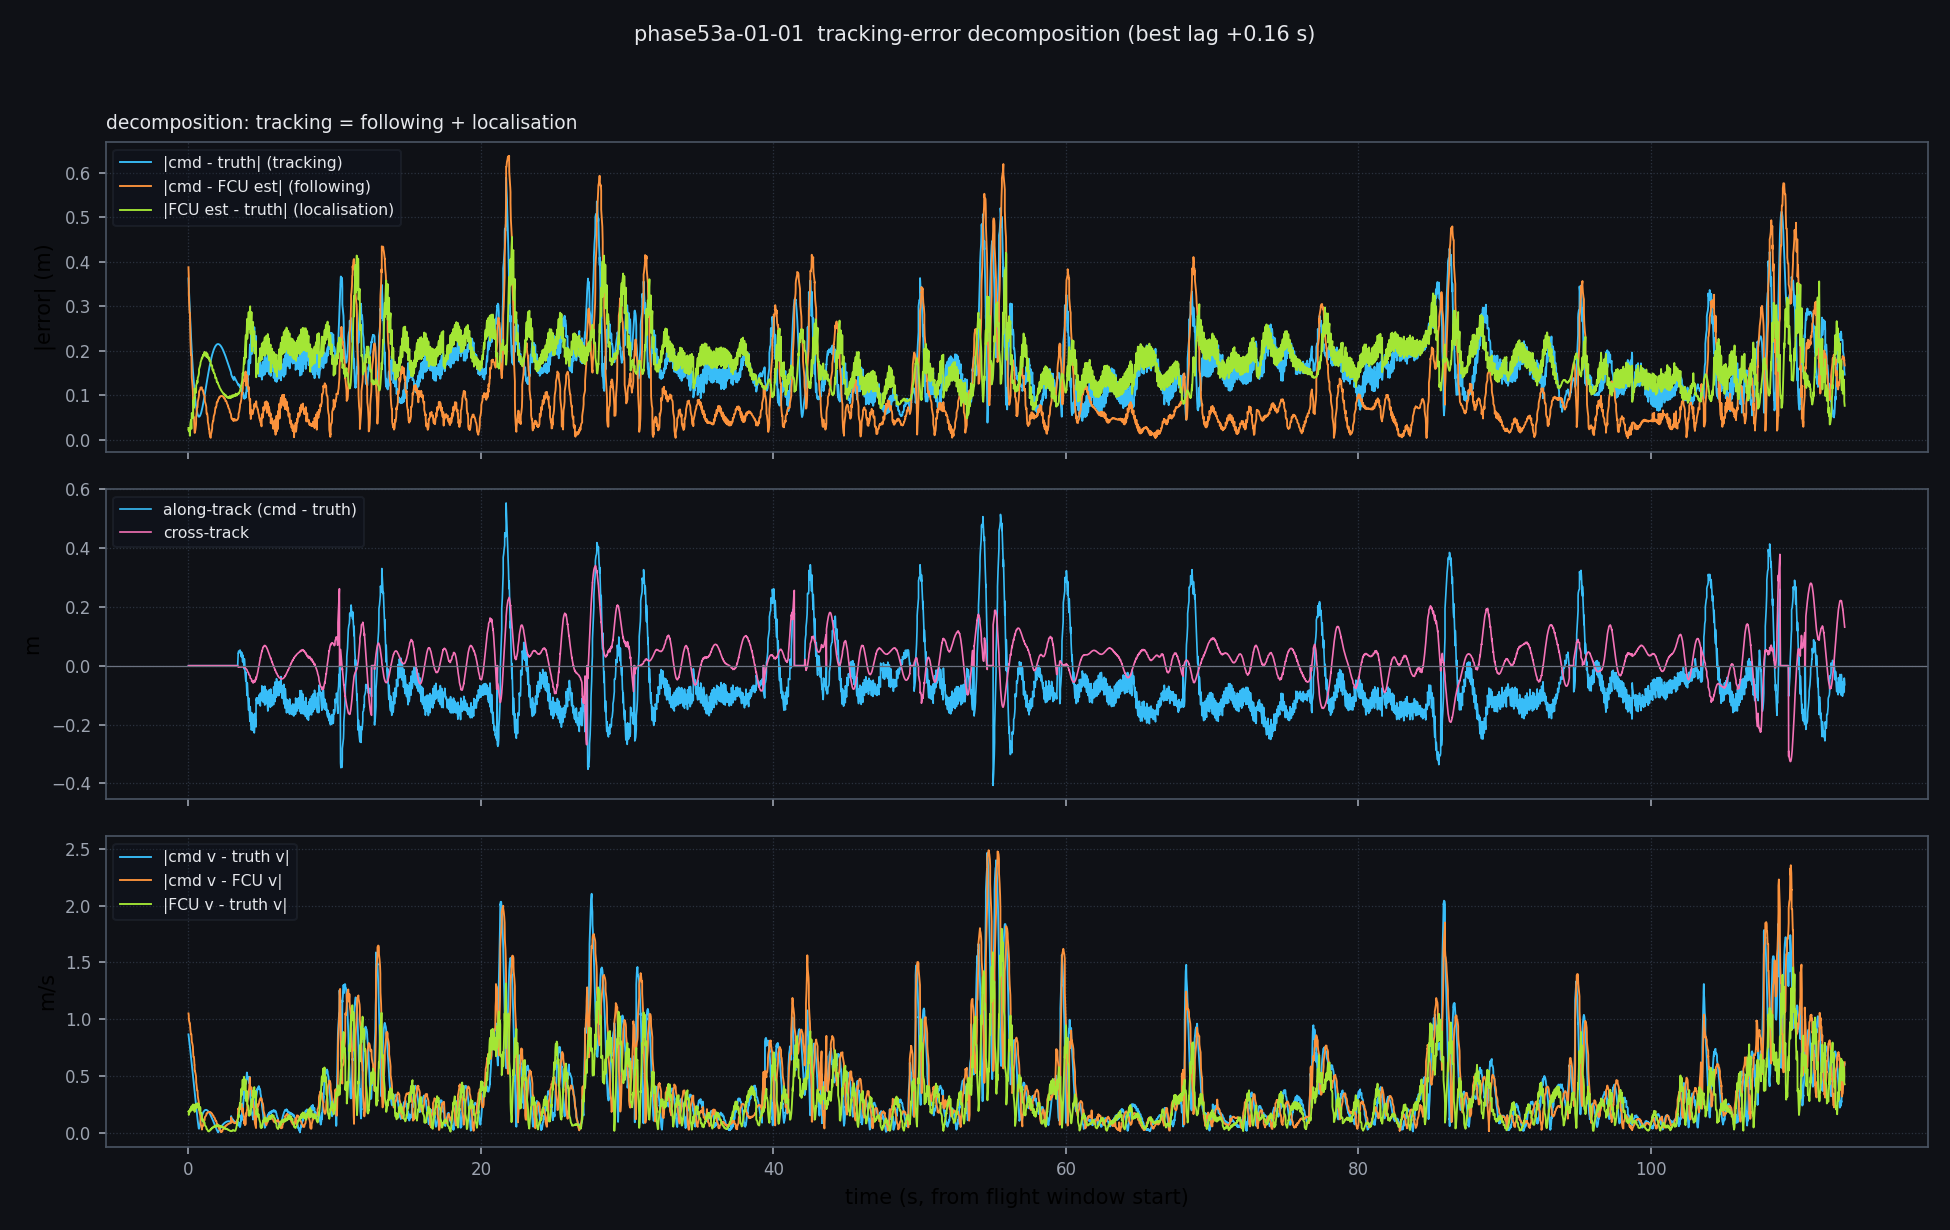 phase53a-01-01  tracking-error decomposition (best lag +0.16 s)
decomposition: tracking = following + localisation
|cmd - truth| (tracking)
|cmd - FCU est| (following)
|FCU est - truth| (localisation)
|error| (m)
0.6
0.5
0.4
0.3
0.2
0.1
0.0
along-track (cmd - truth)
cross-track
m
0.6
0.4
0.2
0.0
−0.2
−0.4
|cmd v - truth v|
|cmd v - FCU v|
|FCU v - truth v|
m/s
2.5
2.0
1.5
1.0
0.5
0.0
0 20 40 60 80 100
time (s, from flight window start)